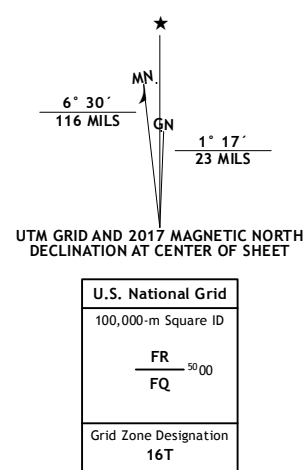 ★
MN.
6° 30´
116 MILS
GN
1° 17´
23 MILS
UTM GRID AND 2017 MAGNETIC NORTH
DECLINATION AT CENTER OF SHEET
U.S. National Grid
100,000-m Square ID
FR
5000
FQ
Grid Zone Designation
16T